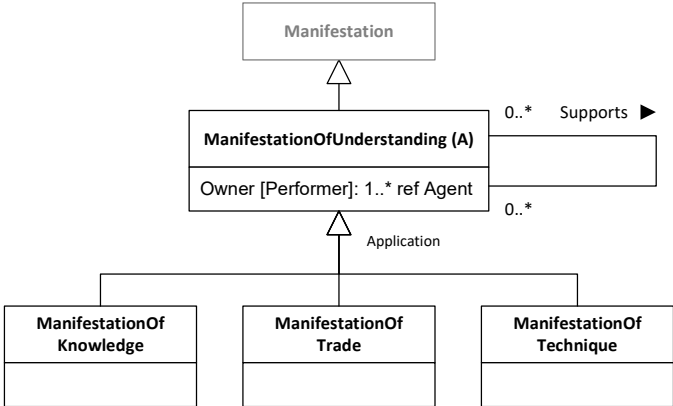 Manifestation
0..* Supports ►
ManifestationOfUnderstanding (A)
Owner [Performer]: 1..* ref Agent
0..*
Application
ManifestationOf
Knowledge
ManifestationOf
Trade
ManifestationOf
Technique